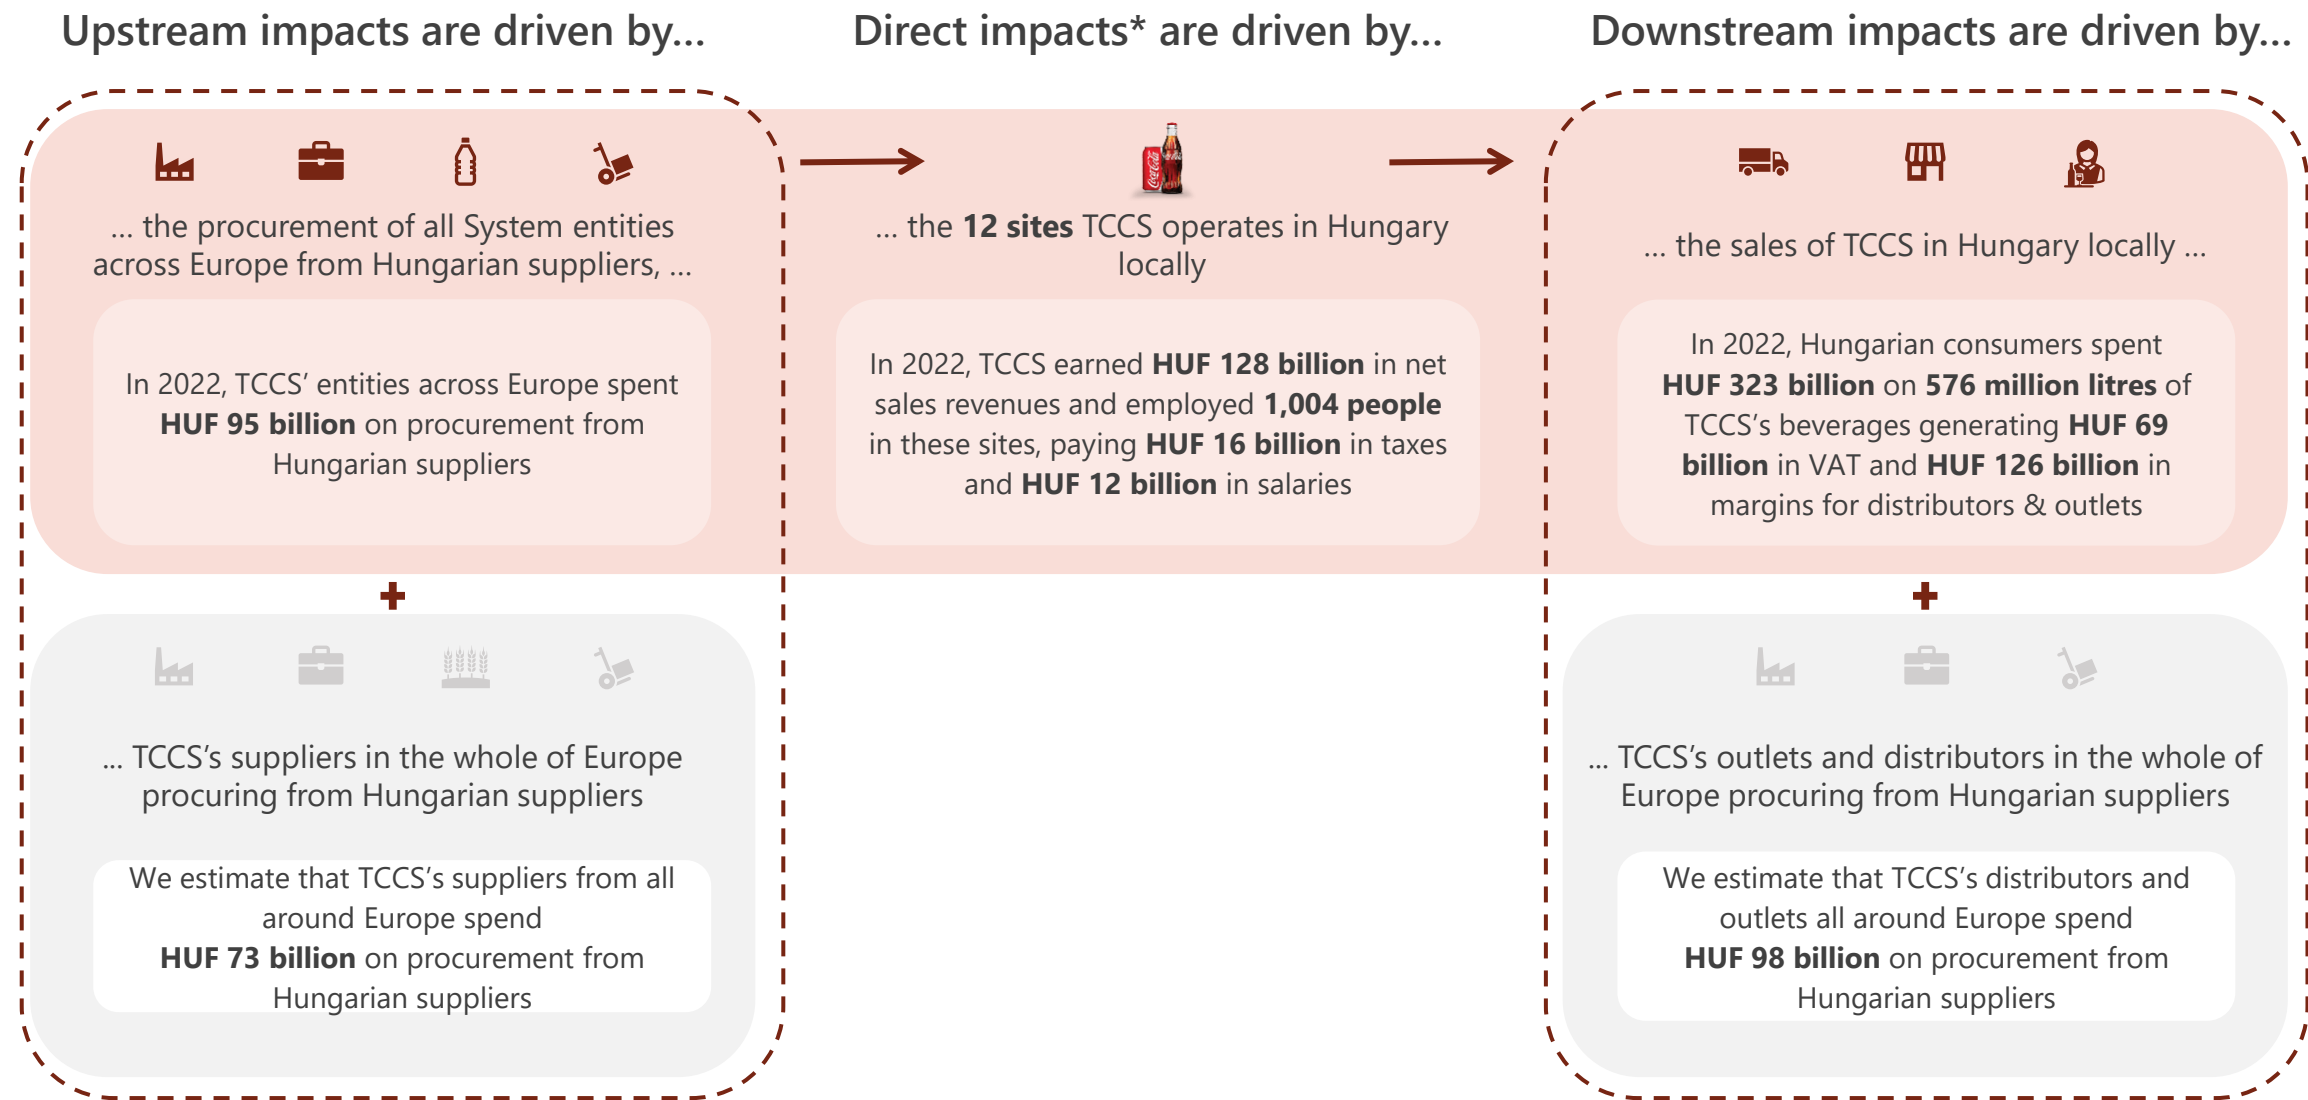 Upstream impacts are driven by...
Direct impacts* are driven by...
Downstream impacts are driven by...
... the procurement of all System entities
across Europe from Hungarian suppliers, ...
In 2022, TCCS’ entities across Europe spent
HUF 95 billion on procurement from
Hungarian suppliers
Coca-Cola
... the 12 sites TCCS operates in Hungary
locally
In 2022, TCCS earned HUF 128 billion in net
sales revenues and employed 1,004 people
in these sites, paying HUF 16 billion in taxes
and HUF 12 billion in salaries
... the sales of TCCS in Hungary locally ...
In 2022, Hungarian consumers spent
HUF 323 billion on 576 million litres of
TCCS’s beverages generating HUF 69
billion in VAT and HUF 126 billion in
margins for distributors & outlets
... TCCS’s suppliers in the whole of Europe
procuring from Hungarian suppliers
We estimate that TCCS’s suppliers from all
around Europe spend
HUF 73 billion on procurement from
Hungarian suppliers
... TCCS’s outlets and distributors in the whole of
Europe procuring from Hungarian suppliers
We estimate that TCCS’s distributors and
outlets all around Europe spend
HUF 98 billion on procurement from
Hungarian suppliers